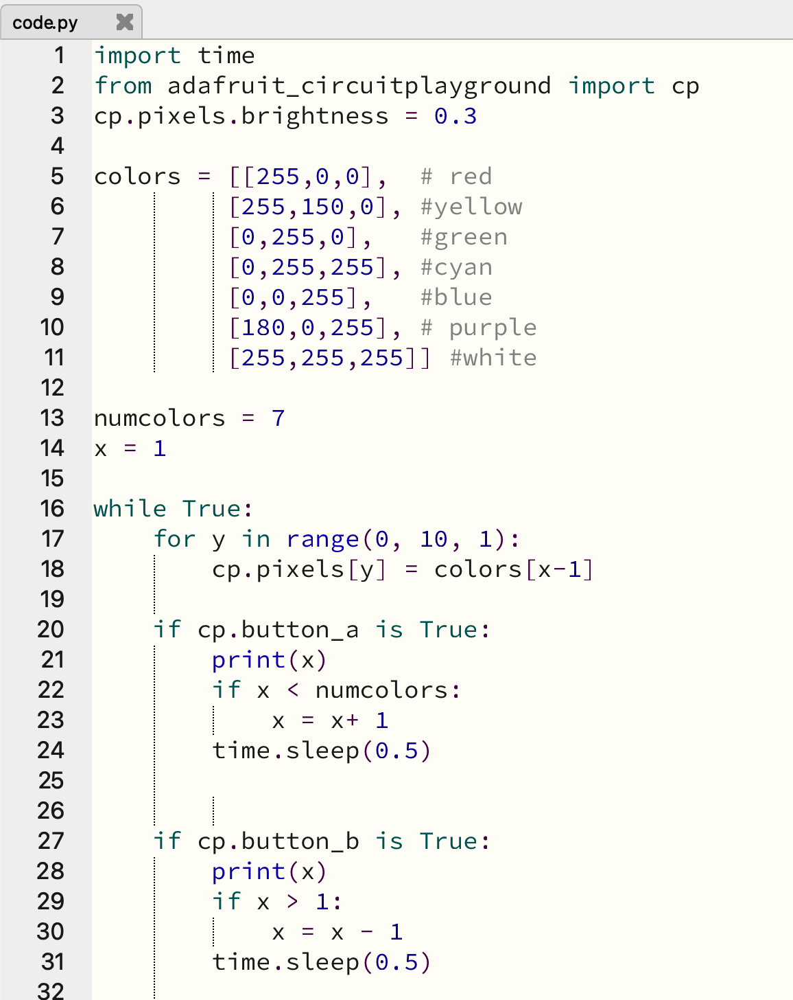 code.py
1 import time
2 from adafruit_circuitplayground import cp
3 cp.pixels.brightness = 0.3
4
5 colors = [[255,0,0],  # red
6          [255,150,0], #yellow
7          [0,255,0],   #green
8          [0,255,255], #cyan
9          [0,0,255],   #blue
10          [180,0,255], # purple
11          [255,255,255]] #white
12
13 numcolors = 7
14 x = 1
15
16 while True:
17     for y in range(0, 10, 1):
18         cp.pixels[y] = colors[x-1]
19
20     if cp.button_a is True:
21         print(x)
22         if x < numcolors:
23             x = x+ 1
24         time.sleep(0.5)
25
26
27     if cp.button_b is True:
28         print(x)
29         if x > 1:
30             x = x - 1
31         time.sleep(0.5)
32